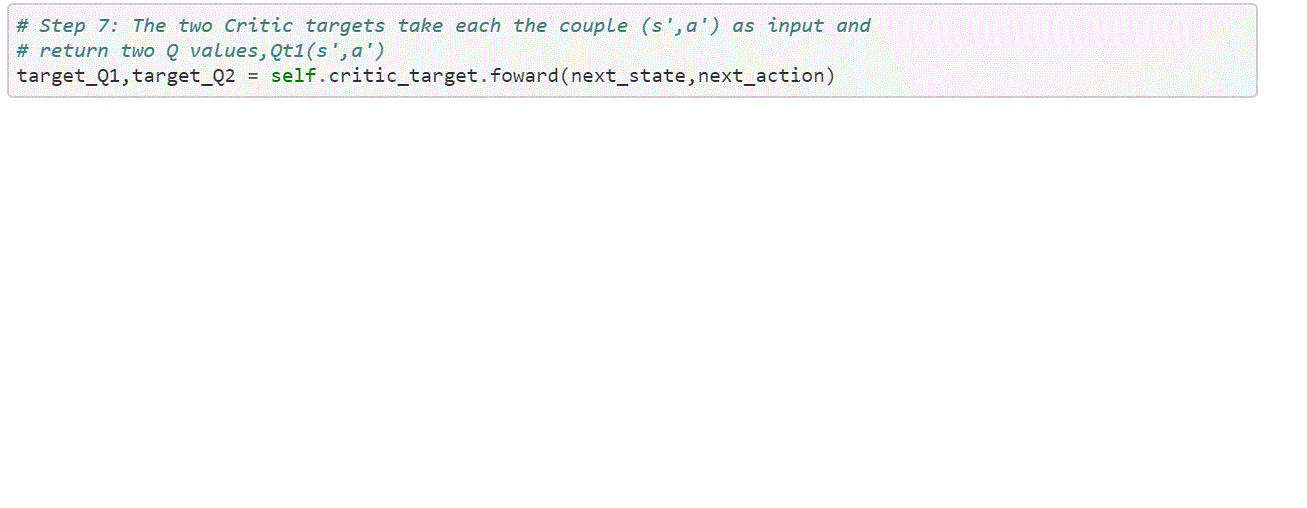 # Step 7: The two Critic targets take each the couple (s',a') as input and
# return two Q values,Qt1(s',a')
target_Q1,target_Q2 = self.critic_target.foward(next_state,next_action)